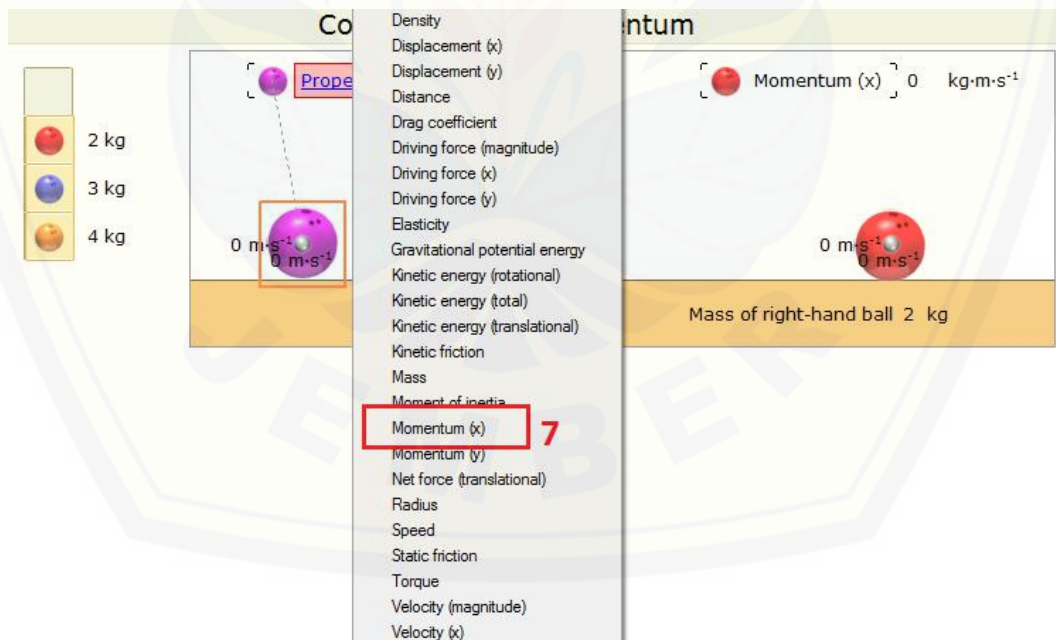 Co ntum
Density
Displacement (x)
Displacement (y)
Distance
Drag coefficient
Driving force (magnitude)
Driving force (x)
Driving force (y)
Elasticity
Gravitational potential energy
Kinetic energy (rotational)
Kinetic energy (total)
Kinetic energy (translational)
Kinetic friction
Mass
Moment of inertia
Momentum (x)
7
Momentum (y)
Net force (translational)
Radius
Speed
Static friction
Torque
Velocity (magnitude)
Velocity (x)
2 kg
3 kg
4 kg
Prope
0 m·s⁻¹
0 m·s⁻¹
Momentum (x) 0 kg·m·s⁻¹
0 m·s⁻¹
0 m·s⁻¹
Mass of right-hand ball 2 kg
JEMBER